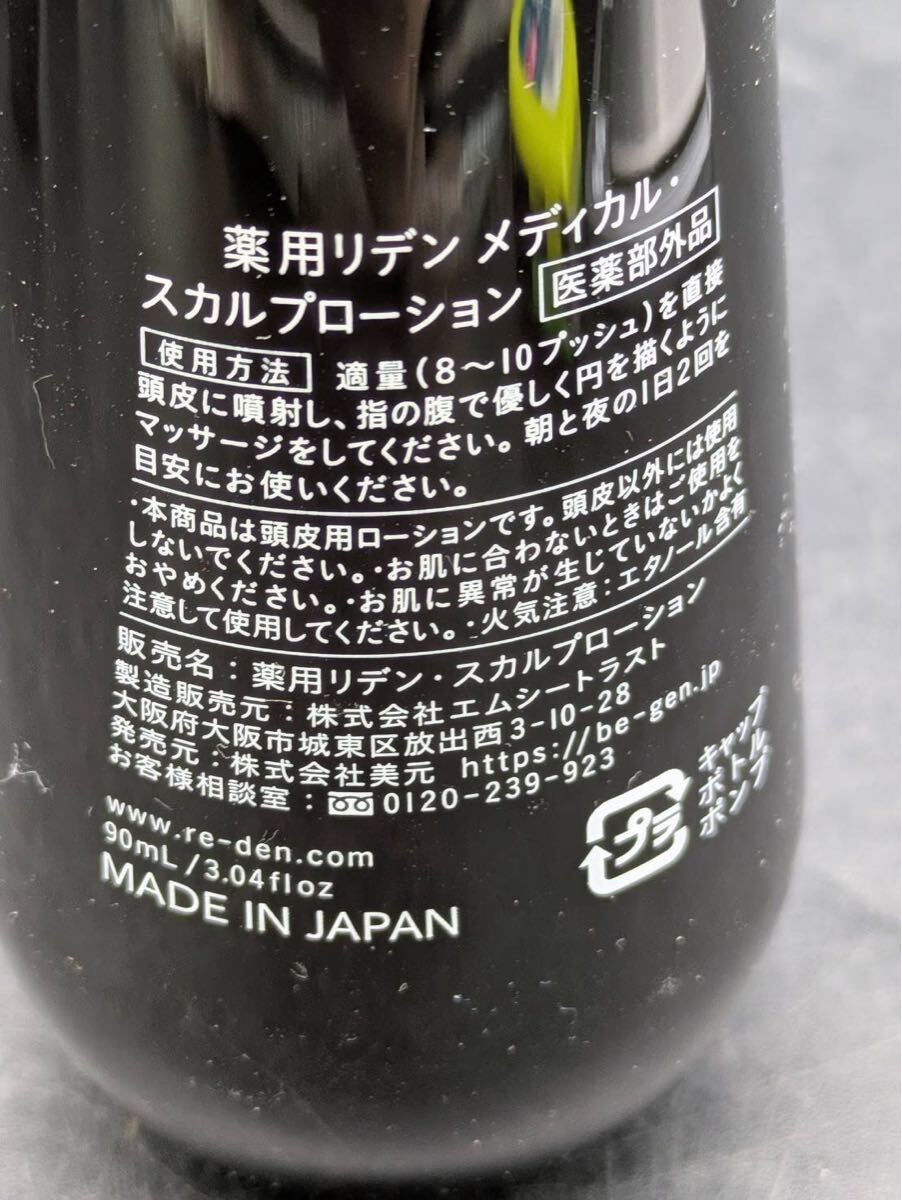 薬用リデン メディカル・
スカルプローション 医薬部外品
使用方法 適量(8〜10プッシュ)を直接
頭皮に噴射し、指の腹で優しく円を描くように
マッサージをしてください。朝と夜の1日2回を
目安にお使いください。
・本商品は頭皮用ローションです。頭皮以外には使用
しないでください。・お肌に合わないときはご使用を
おやめください。・お肌に異常が生じていないかよく
注意して使用してください。・火気注意:エタノール含有
販売名:薬用リデン・スカルプローション
製造販売元:株式会社エムシートラスト
大阪府大阪市城東区放出西3-10-28
発売元:株式会社美元 https://be-gen.jp
お客様相談室: 0120-239-923
www.re-den.com
90mL/3.04floz
MADE IN JAPAN
プラ
キャップ
ボトル
ポンプ